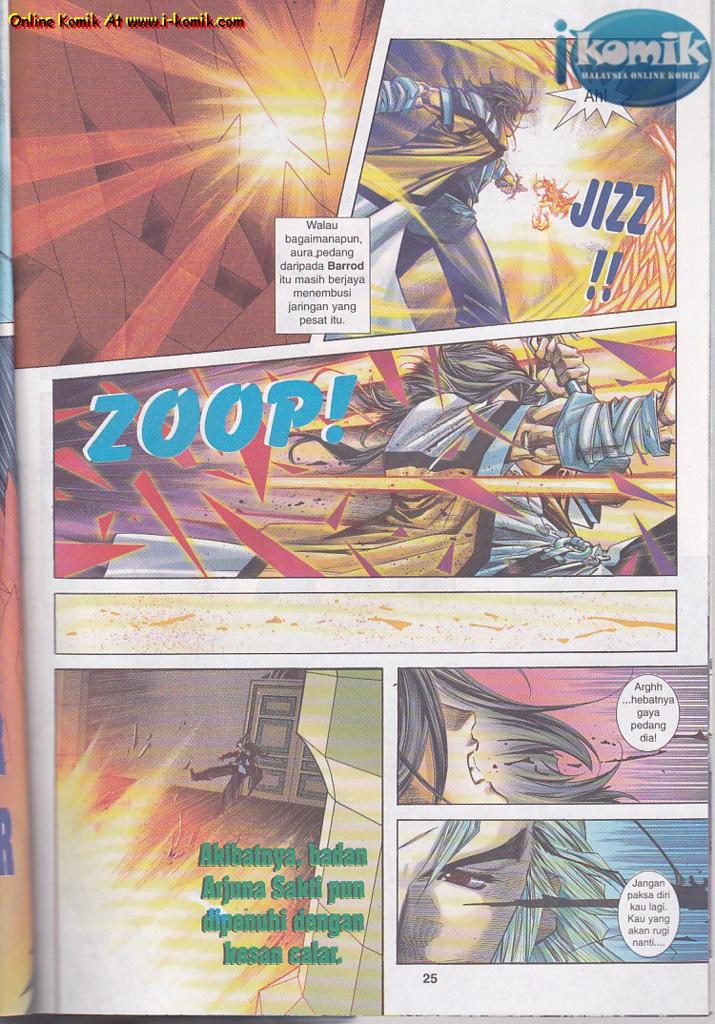 Online Komik At www.i-komik.com
ikomik
MALAYSIA ONLINE KOMIK
Ah!
JIZZ
!!
Walau
bagaimanapun,
aura pedang
daripada Barrod
itu masih berjaya
menembusi
jaringan yang
pesat itu.
ZOOP!
Akibatnya, badan
Arjuna Sakti pun
dipenuhi dengan
kesan calar.
Arghh
...hebatnya
gaya
pedang
dia!
Jangan
paksa diri
kau lagi.
Kau yang
akan rugi
nanti....
25
R